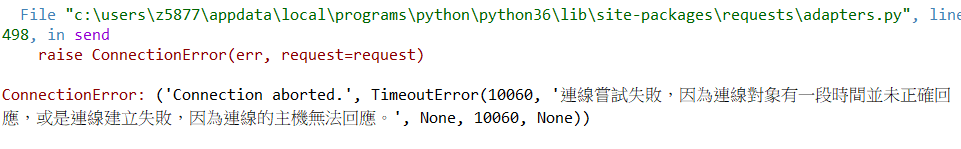 File "c:\users\z5877\appdata\local\programs\python\python36\lib\site-packages\requests\adapters.py", line
498, in send
raise ConnectionError(err, request=request)
ConnectionError: ('Connection aborted.', TimeoutError(10060, '連線嘗試失敗，因為連線對象有一段時間並未正確回
應，或是連線建立失敗，因為連線的主機無法回應。', None, 10060, None))